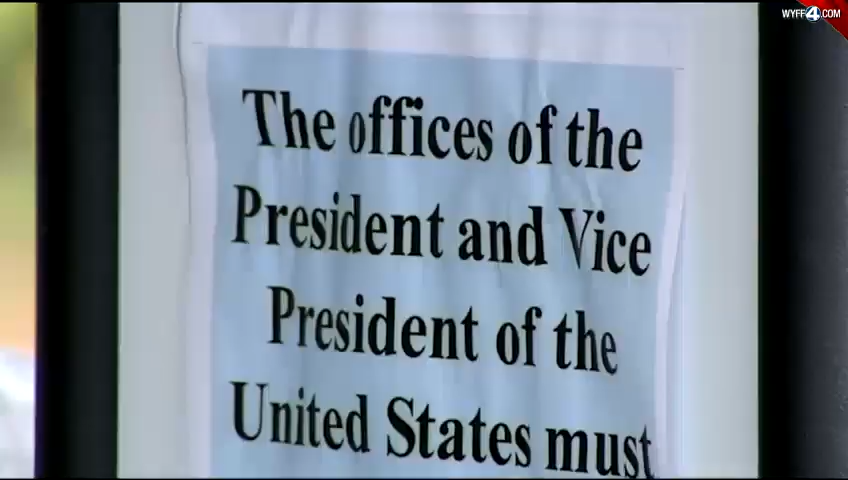 WYFF4.COM
The offices of the
President and Vice
President of the
United States must